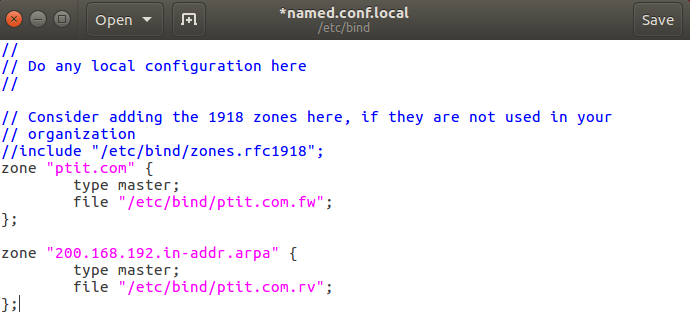 Open
*named.conf.local
/etc/bind
Save
//
// Do any local configuration here
//
// Consider adding the 1918 zones here, if they are not used in your
// organization
//include "/etc/bind/zones.rfc1918";
zone "ptit.com" {
        type master;
        file "/etc/bind/ptit.com.fw";
};
zone "200.168.192.in-addr.arpa" {
        type master;
        file "/etc/bind/ptit.com.rv";
};